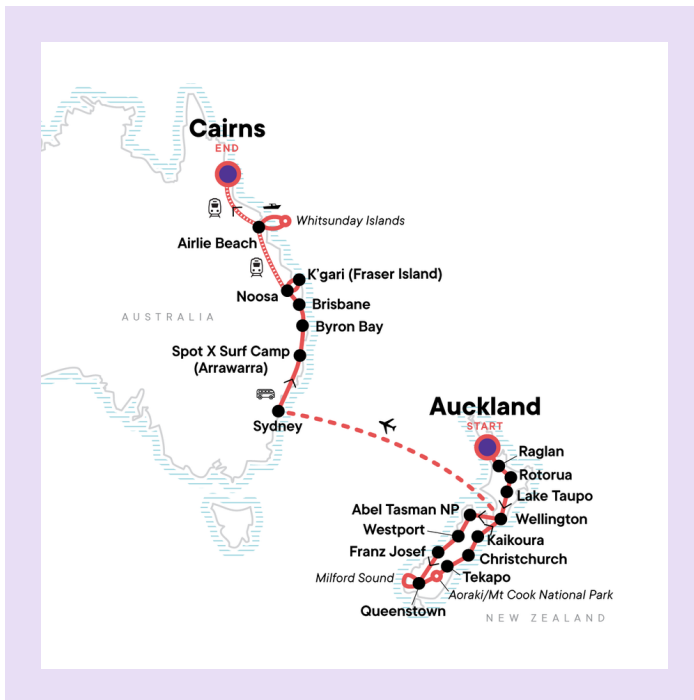 Cairns
END
Whitsunday Islands
Airlie Beach
K'gari (Fraser Island)
Noosa
Brisbane
AUSTRALIA
Byron Bay
Spot X Surf Camp
(Arrawarra)
Sydney
Auckland
START
Raglan
Rotorua
Lake Taupo
Abel Tasman NP
Wellington
Westport
Kaikoura
Franz Josef
Christchurch
Milford Sound
Tekapo
Aoraki/Mt Cook National Park
Queenstown
NEW ZEALAND